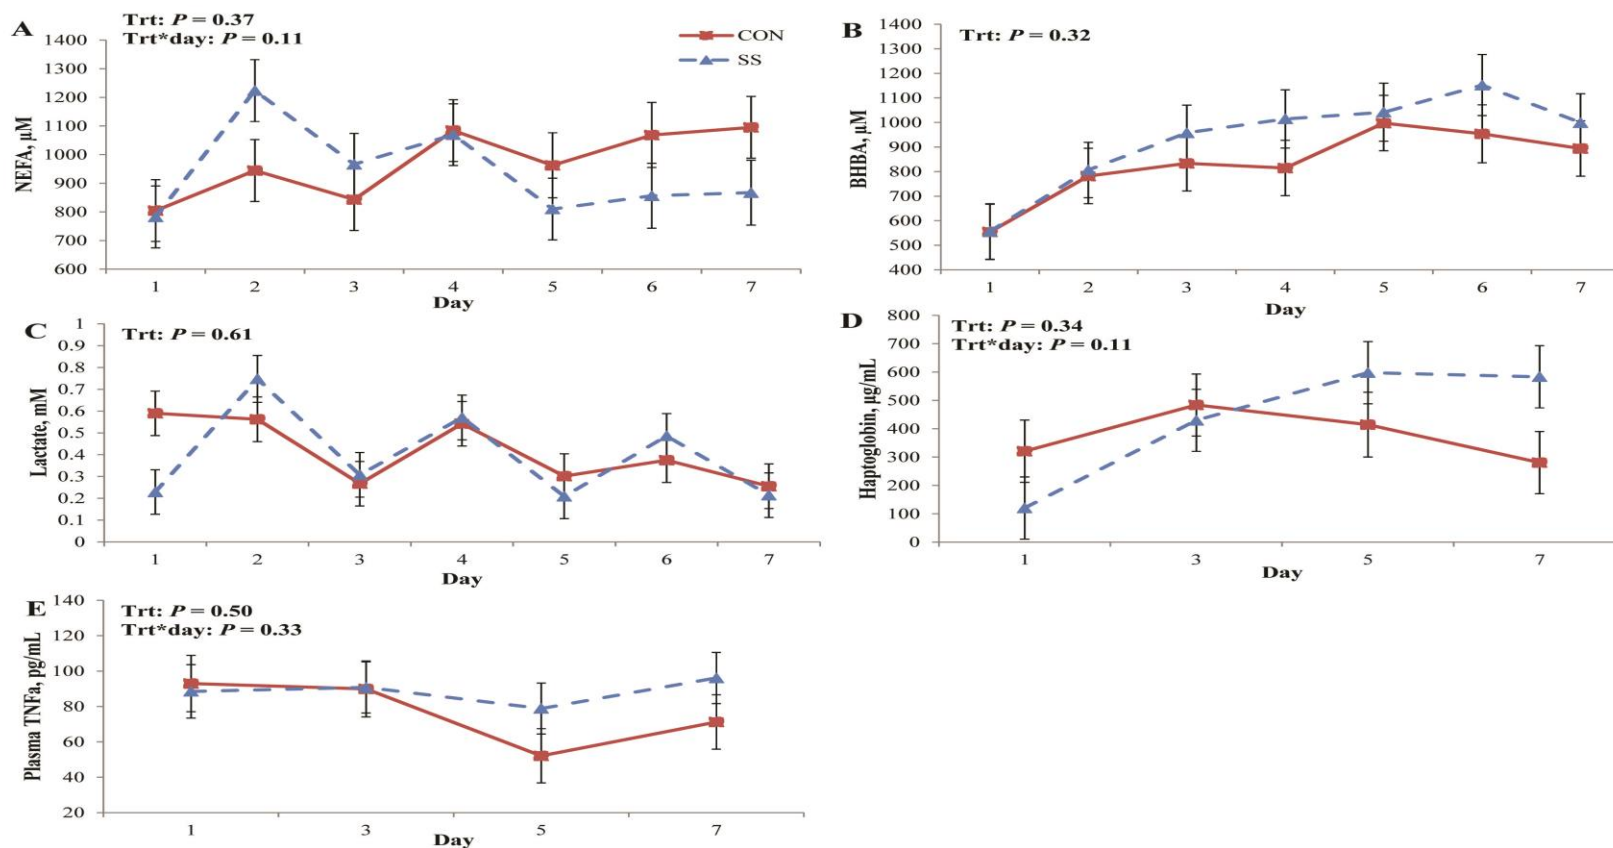 A
Trt: P = 0.37
Trt*day: P = 0.11
CON
SS
NEFA, µM
1400
1300
1200
1100
1000
900
800
700
600
1 2 3 4 5 6 7
Day
B
Trt: P = 0.32
BHBA, µM
1400
1300
1200
1100
1000
900
800
700
600
500
400
1 2 3 4 5 6 7
Day
C
Trt: P = 0.61
Lactate, mM
1
0.9
0.8
0.7
0.6
0.5
0.4
0.3
0.2
0.1
0
1 2 3 4 5 6 7
Day
D
Trt: P = 0.34
Trt*day: P = 0.11
Haptoglobin, µg/mL
800
700
600
500
400
300
200
100
0
1 3 5 7
Day
E
Trt: P = 0.50
Trt*day: P = 0.33
Plasma TNFa, pg/mL
140
120
100
80
60
40
20
1 3 5 7
Day